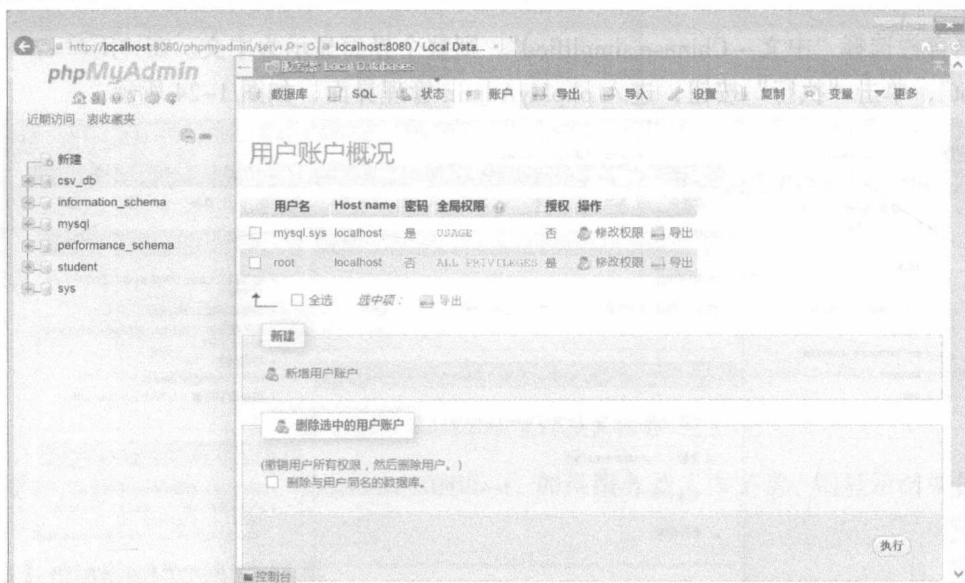 http://localhost:8080/phpmyadmin/serv
localhost:8080 / Local Data...
phpMyAdmin
近期访问 表收藏夹
新建
csv_db
information_schema
mysql
performance_schema
student
sys
服务器: Local Databases
数据库 SQL 状态 账户 导出 导入 设置 复制 变量 更多
用户账户概况
用户名 Host name 密码 全局权限 授权 操作
mysql.sys localhost 是 USAGE 否 修改权限 导出
root localhost 否 ALL PRIVILEGES 是 修改权限 导出
全选 选中项： 导出
新建
新增用户账户
删除选中的用户账户
(撤销用户所有权限，然后删除用户。)
删除与用户同名的数据库。
执行
控制台